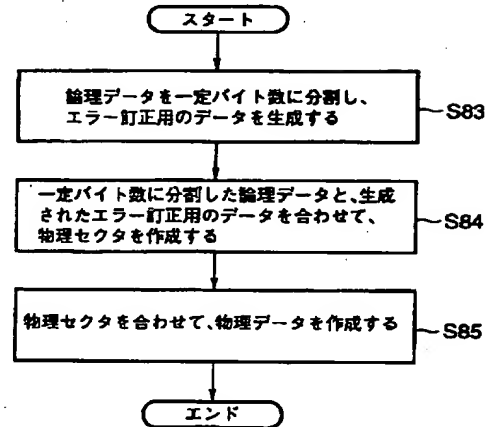 スタート
論理データを一定バイト数に分割し、
エラー訂正用のデータを生成する
S83
一定バイト数に分割した論理データと、生成
されたエラー訂正用のデータを合わせて、
物理セクタを作成する
S84
物理セクタを合わせて、物理データを作成する
S85
エンド